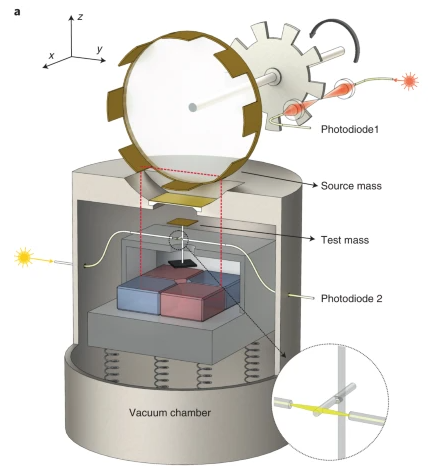 a
z
x
y
Photodiode1
Source mass
Test mass
Photodiode 2
Vacuum chamber